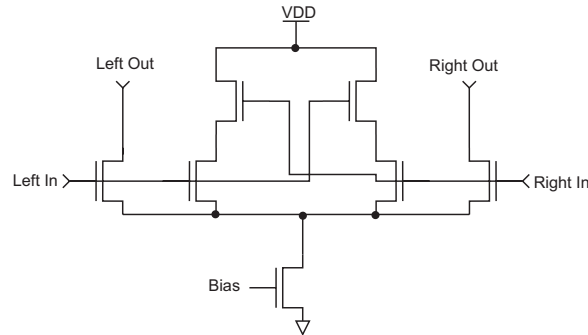 VDD
Left Out
Right Out
Left In
Right In
Bias